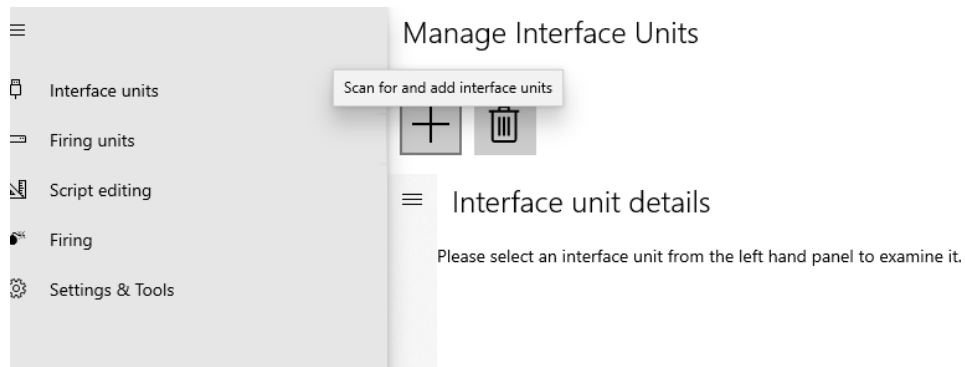 Manage Interface Units
Scan for and add interface units
Interface units
Firing units
Script editing
Firing
Settings & Tools
Interface unit details
Please select an interface unit from the left hand panel to examine it.